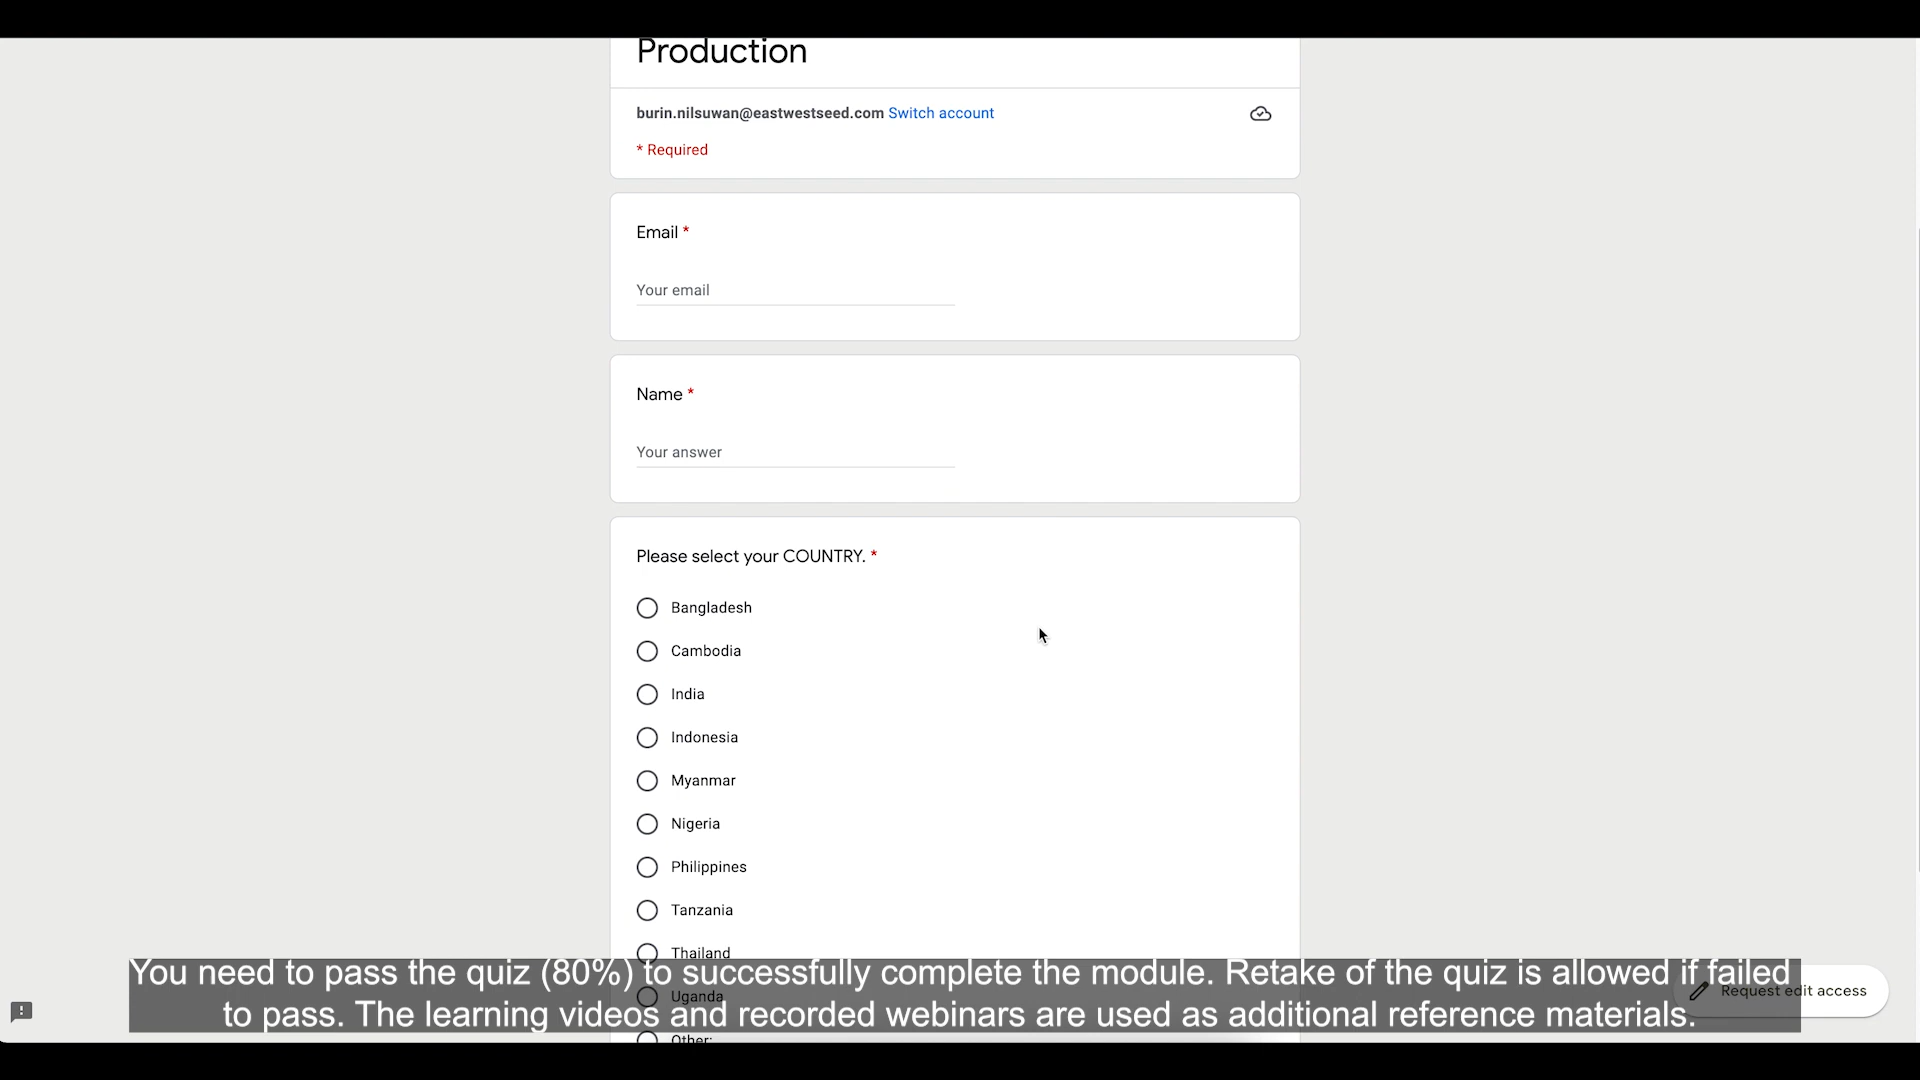 Production
burin.nilsuwan@eastwestseed.com Switch account
* Required
Email *
Your email
Name *
Your answer
Please select your COUNTRY. *
Bangladesh
Cambodia
India
Indonesia
Myanmar
Nigeria
Philippines
Tanzania
Thailand
Uganda
Other:
Request edit access
You need to pass the quiz (80%) to successfully complete the module. Retake of the quiz is allowed if failed
to pass. The learning videos and recorded webinars are used as additional reference materials.